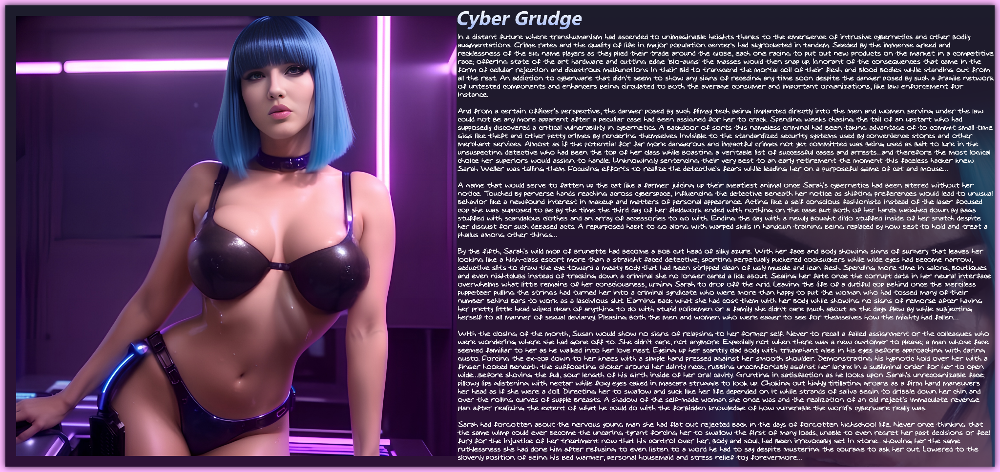 Cyber Grudge
In a distant future where transhumanism had ascended to unimaginable heights thanks to the emergence of intrusive cybernetics and other bodily
augmentations. Crime rates and the quality of life in major population centers had skyrocketed in tandem. Seeded by the immense greed and
recklessness of the big name players as they plied their trade around the globe, each one racing to put out new products on the market in a competitive
race; offering state of the art hardware and cutting edge 'bio-augs' the masses would then snap up. Ignorant of the consequences that came in the
form of cellular rejection and disastrous malfunctions in their bid to transcend the mortal coil of their flesh and blood bodies while standing out from
all the rest. An addiction to cyberware that didn't seem to show any signs of receding any time soon despite the danger posed by such a fragile network
of untested components and enhancers being circulated to both the average consumer and important organizations, like law enforcement for
instance.
And from a certain officer's perspective, the danger posed by such flimsy tech being implanted directly into the men and women serving under the law
could not be any more apparent after a peculiar case had been assigned for her to crack. Spending weeks chasing the tail of an upstart who had
supposedly discovered a critical vulnerability in cybernetics. A backdoor of sorts this nameless criminal had been taking advantage of to commit small time
gigs like theft and other petty crimes by rendering themselves invisible to the standardized security systems used by convenience stores and other
merchant services. Almost as if the potential for far more dangerous and impactful crimes not yet committed was being used as bait to lure in the
unsuspecting detective who had been the top of her class while boasting a veritable list of successful cases and arrests...and therefore the most logical
choice her superiors would assign to handle. Unknowingly sentencing their very best to an early retirement the moment this faceless hacker knew
Sarah Weller was tailing them. Focusing efforts to realize the detective's fears while leading her on a purposeful game of cat and mouse...
A game that would serve to fatten up the cat like a farmer juicing up their meatiest animal once Sarah's cybernetics had been altered without her
notice. Touched by perverse hands reaching across cyberspace, influencing the detective beneath her notice as shifting preferences would lead to unusual
behavior like a newfound interest in makeup and matters of personal appearance. Acting like a self conscious fashionista instead of the laser focused
cop she was supposed to be by the time the third day of her fieldwork ended with nothing on the case but both of her hands weighed down by bags
stuffed with scandalous clothes and an array of accessories to go with. Ending the day with a newly bought dildo stuffed inside of her snatch despite
her disgust for such debased acts. A repurposed habit to go along with warped skills in handgun training being replaced by how best to hold and treat a
phallus among other things...
By the fifth, Sarah's wild mop of brunette had become a bob cut head of silky azure. With her face and body showing signs of surgery that leaves her
looking like a high-class escort more than a straight faced detective; sporting perpetually puckered cocksuckers while wide eyes had become narrow,
seductive slits to draw the eye toward a meaty body that had been stripped clean of ugly muscle and lean flesh. Spending more time in salons, boutiques
and even nightclubs instead of tracking down a criminal she no longer cared a lick about. Sealing her fate once the corrupt data in her neural interface
overwhelms what little remains of her consciousness, urging Sarah to drop off the grid. Leaving the life of a dutiful cop behind once the merciless
puppeteer pulling the strings had turned her into a criminal syndicate who were more than happy to put the woman who had tossed many of their
number behind bars to work as a lascivious slut. Earning back what she had cost them with her body while showing no signs of remorse after having
her pretty little head wiped clean of anything to do with stupid policemen or a family she didn't care much about as the days flew by while subjecting
herself to all manner of sexual deviancy. Pleasing both the men and women who were eager to see for themselves how the mighty had fallen...
With the closing of the month, Susan would show no signs of relapsing to her former self. Never to recall a failed assignment or the colleagues who
were wondering where she had gone off to. She didn't care, not anymore. Especially not when there was a new customer to please; a man whose face
seemed familiar to her as he walked into her love nest. Eyeing up her scantily clad body with triumphant glee in his eyes before approaching with daring
gusto. Forcing the ex-cop down to her knees with a simple hand pressed against her smooth shoulder. Demonstrating his hypnotic hold over her with a
finger hooked beneath the suffocating choker around her dainty neck, rubbing uncomfortably against her larynx in a subliminal order for her to open
wide...before shoving the full, sour length of his girth inside of her oral cavity. Grunting in satisfaction as he looks upon Sarah's unrecognizable face;
pillowy lips glistening with nectar while foxy eyes caked in mascara struggle to look up. Choking out highly titillating groans as a firm hand maneuvers
her head as if she were a doll. Directing her to swallow and suck like her life depended on it while strands of saliva begin to dribble down her chin and
over the rolling curves of supple breasts. A shadow of the self-made woman she once was and the realization of an old reject's immaculate revenge
plan after realizing the extent of what he could do with the forbidden knowledge of how vulnerable the world's cyberware really was.
Sarah had forgotten about the nervous young man she had flat out rejected back in the days of forgotten highschool life. Never once thinking that
the same wimp could ever become the uncaring tyrant forcing her to swallow the first of many loads, unable to even regret her past decisions or feel
fury for the injustice of her treatment now that his control over her, body and soul, had been irrevocably set in stone...showing her the same
ruthlessness she had done him after refusing to even listen to a word he had to say despite mustering the courage to ask her out. Lowered to the
slovenly position of being his bed warmer, personal housemaid and stress relief toy forevermore...